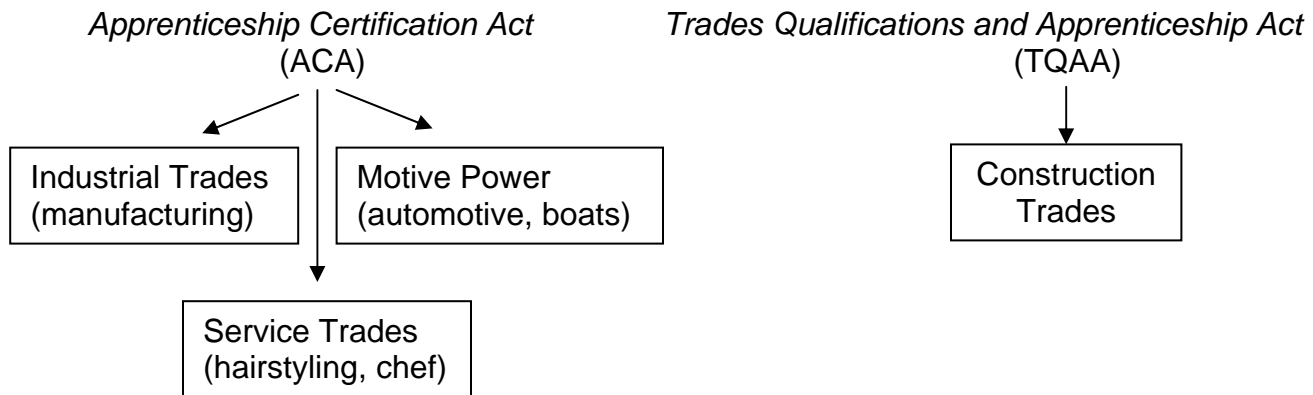 Apprenticeship Certification Act
(ACA)
Trades Qualifications and Apprenticeship Act
(TQAA)
Industrial Trades
(manufacturing)
Motive Power
(automotive, boats)
Service Trades
(hairstyling, chef)
Construction
Trades